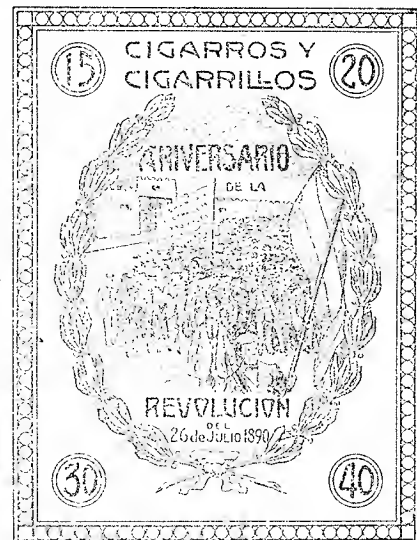 15 CIGARROS Y 20
CIGARRILLOS
ANIVERSARIO
DE LA
REVOLUCION
DEL
26 de JULIO 1890
30 40